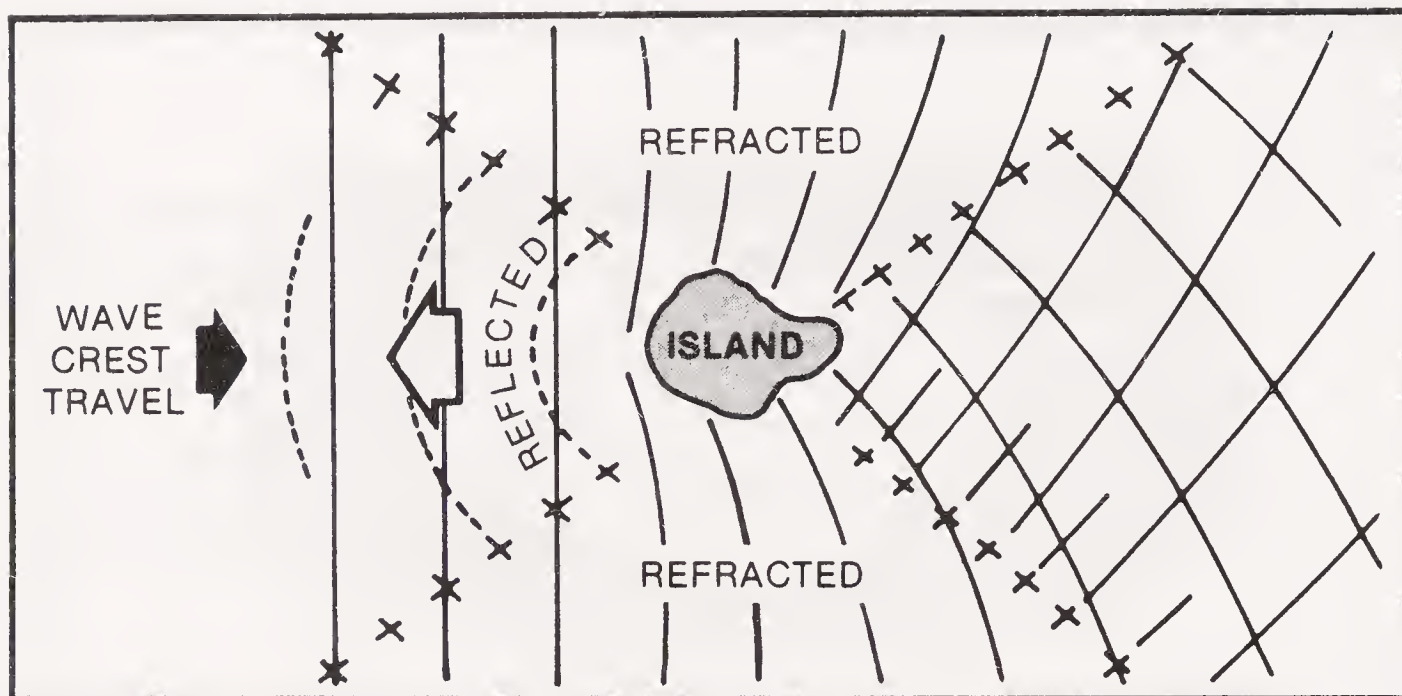 REFRACTED
WAVE
CREST
TRAVEL
REFLECTED
ISLAND
REFRACTED